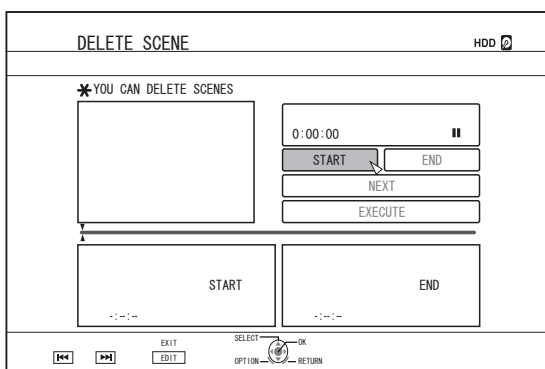 DELETE SCENE
HDD
YOU CAN DELETE SCENES
0:00:00
START
END
NEXT
EXECUTE
START
-:--:--
END
-:--:--
EXIT
EDIT
SELECT
OK
OPTION
RETURN